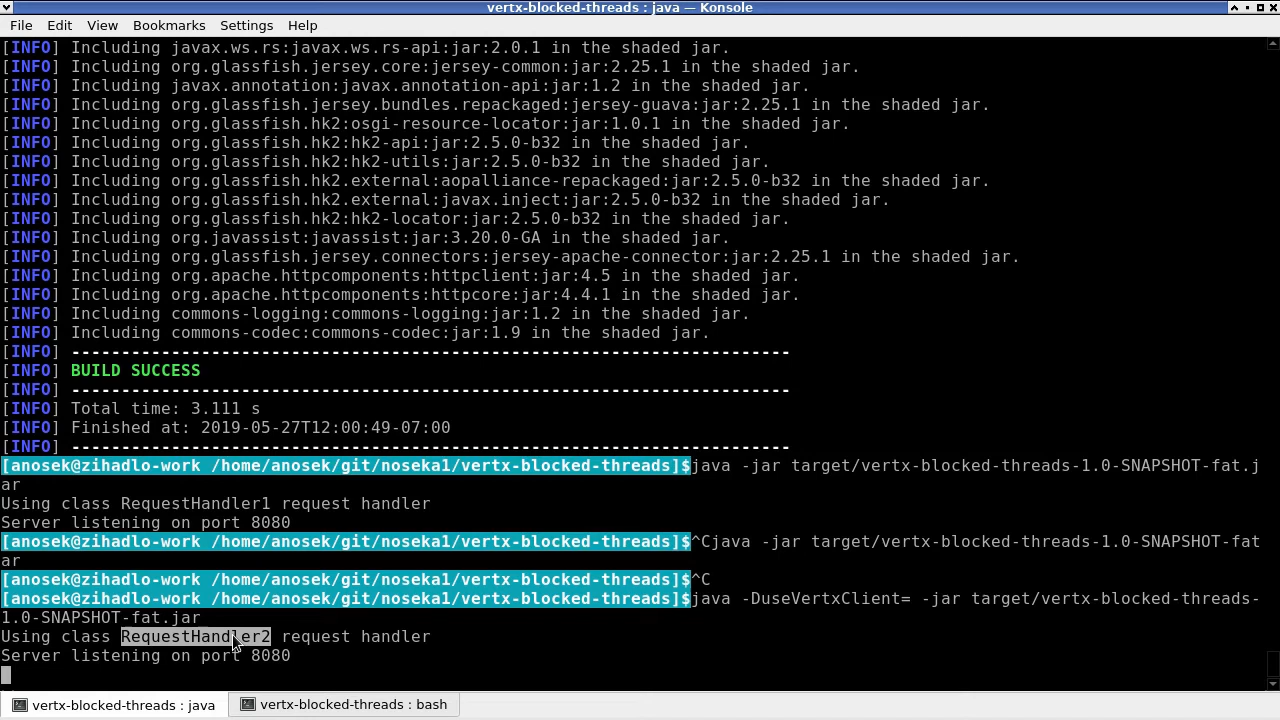 vertx-blocked-threads : java — Konsole
File Edit View Bookmarks Settings Help
[INFO] Including javax.ws.rs:javax.ws.rs-api:jar:2.0.1 in the shaded jar.
[INFO] Including org.glassfish.jersey.core:jersey-common:jar:2.25.1 in the shaded jar.
[INFO] Including javax.annotation:javax.annotation-api:jar:1.2 in the shaded jar.
[INFO] Including org.glassfish.jersey.bundles.repackaged:jersey-guava:jar:2.25.1 in the shaded jar.
[INFO] Including org.glassfish.hk2:osgi-resource-locator:jar:1.0.1 in the shaded jar.
[INFO] Including org.glassfish.hk2:hk2-api:jar:2.5.0-b32 in the shaded jar.
[INFO] Including org.glassfish.hk2:hk2-utils:jar:2.5.0-b32 in the shaded jar.
[INFO] Including org.glassfish.hk2.external:aopalliance-repackaged:jar:2.5.0-b32 in the shaded jar.
[INFO] Including org.glassfish.hk2.external:javax.inject:jar:2.5.0-b32 in the shaded jar.
[INFO] Including org.glassfish.hk2:hk2-locator:jar:2.5.0-b32 in the shaded jar.
[INFO] Including org.javassist:javassist:jar:3.20.0-GA in the shaded jar.
[INFO] Including org.glassfish.jersey.connectors:jersey-apache-connector:jar:2.25.1 in the shaded jar.
[INFO] Including org.apache.httpcomponents:httpclient:jar:4.5 in the shaded jar.
[INFO] Including org.apache.httpcomponents:httpcore:jar:4.4.1 in the shaded jar.
[INFO] Including commons-logging:commons-logging:jar:1.2 in the shaded jar.
[INFO] Including commons-codec:commons-codec:jar:1.9 in the shaded jar.
[INFO] ------------------------------------------------------------------------
[INFO] BUILD SUCCESS
[INFO] ------------------------------------------------------------------------
[INFO] Total time: 3.111 s
[INFO] Finished at: 2019-05-27T12:00:49-07:00
[INFO] ------------------------------------------------------------------------
[anosek@zihadlo-work /home/anosek/git/noseka1/vertx-blocked-threads]$java -jar target/vertx-blocked-threads-1.0-SNAPSHOT-fat.j
ar
Using class RequestHandler1 request handler
Server listening on port 8080
[anosek@zihadlo-work /home/anosek/git/noseka1/vertx-blocked-threads]$^Cjava -jar target/vertx-blocked-threads-1.0-SNAPSHOT-fat
ar
[anosek@zihadlo-work /home/anosek/git/noseka1/vertx-blocked-threads]$^C
[anosek@zihadlo-work /home/anosek/git/noseka1/vertx-blocked-threads]$java -DuseVertxClient= -jar target/vertx-blocked-threads-
1.0-SNAPSHOT-fat.jar
Using class RequestHandler2 request handler
Server listening on port 8080
vertx-blocked-threads : java
vertx-blocked-threads : bash